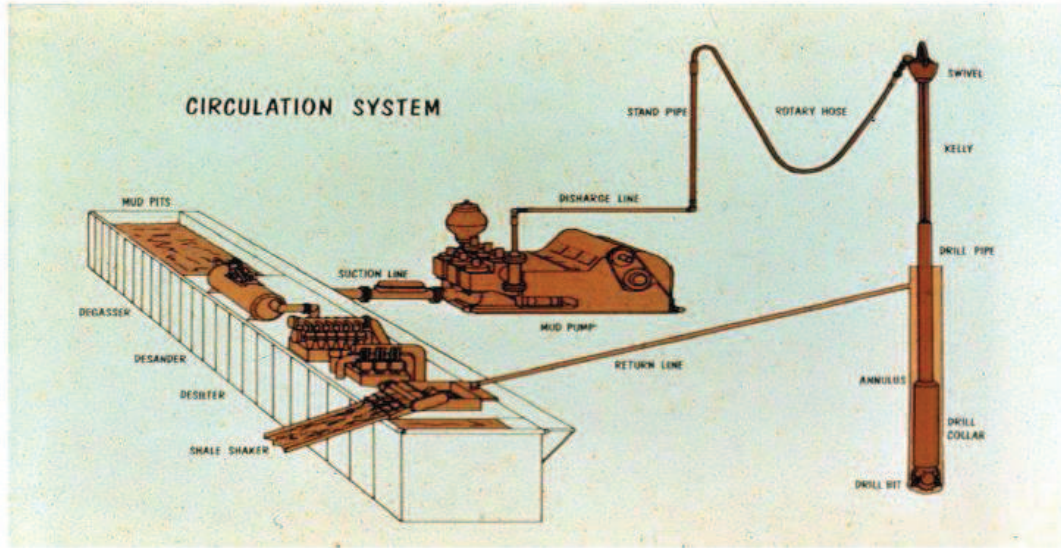 CIRCULATION SYSTEM
SWIVEL
STAND PIPE
ROTARY HOSE
KELLY
DISHARGE LINE
MUD PITS
DRILL PIPE
SUCTION LINE
DEGASSER
MUD PUMP
DESANDER
RETURN LINE
ANNULUS
DESILTER
DRILL
COLLAR
SHALE SHAKER
DRILL BIT